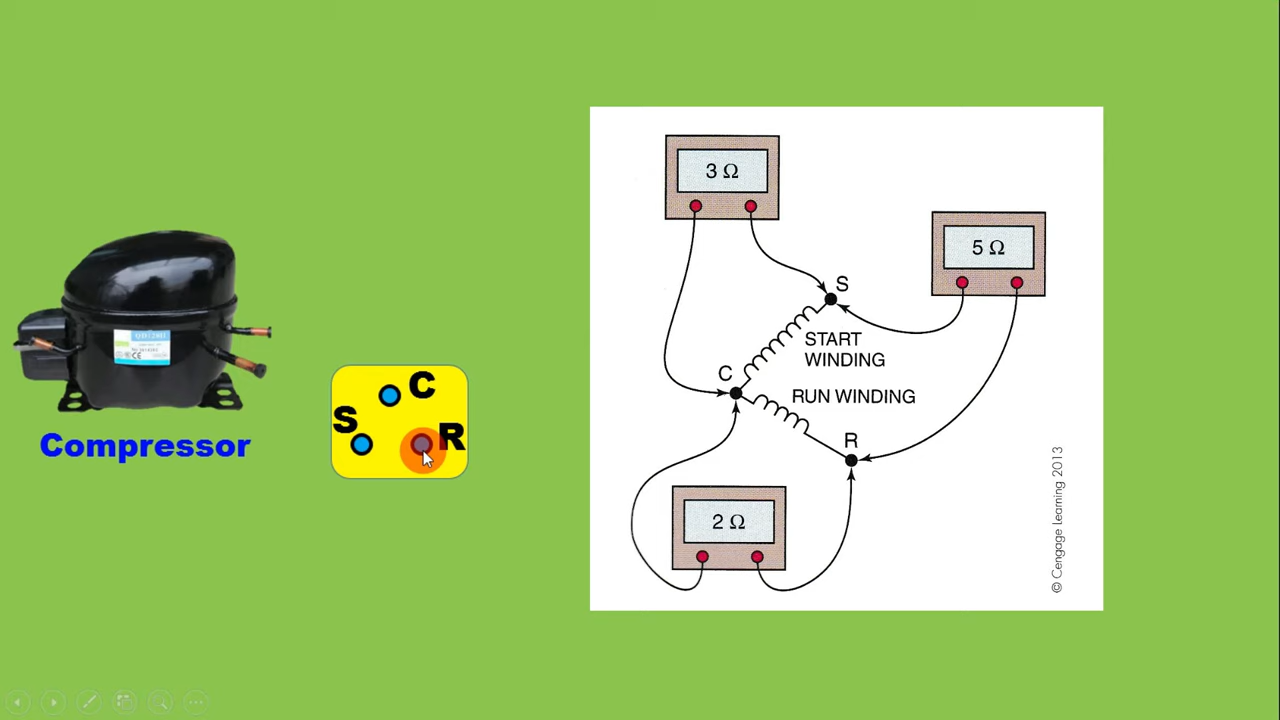 Compressor
C
S
R
3 Ω
5 Ω
S
START
WINDING
C
RUN WINDING
R
2 Ω
© Cengage Learning 2013